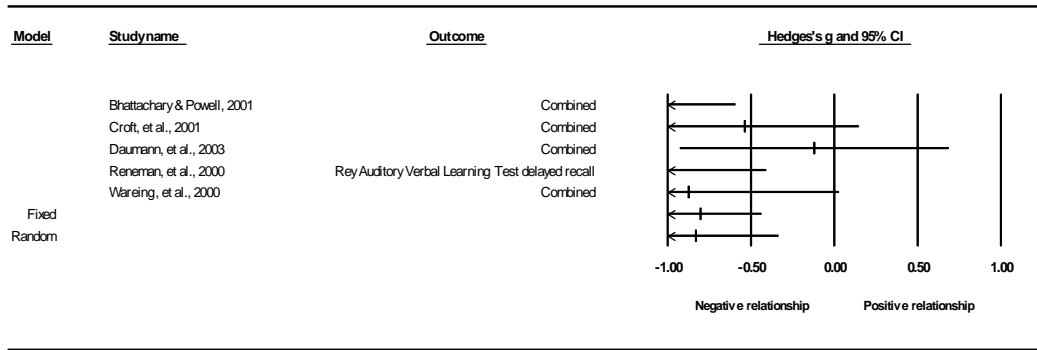 Model Study name Outcome Hedges's g and 95% CI
Bhattachary & Powell, 2001 Combined
Croft, et al., 2001 Combined
Daumann, et al., 2003 Combined
Reneman, et al., 2000 Rey Auditory Verbal Learning Test delayed recall
Wareing, et al., 2000 Combined
Fixed
Random
-1.00 -0.50 0.00 0.50 1.00
Negative relationship Positive relationship